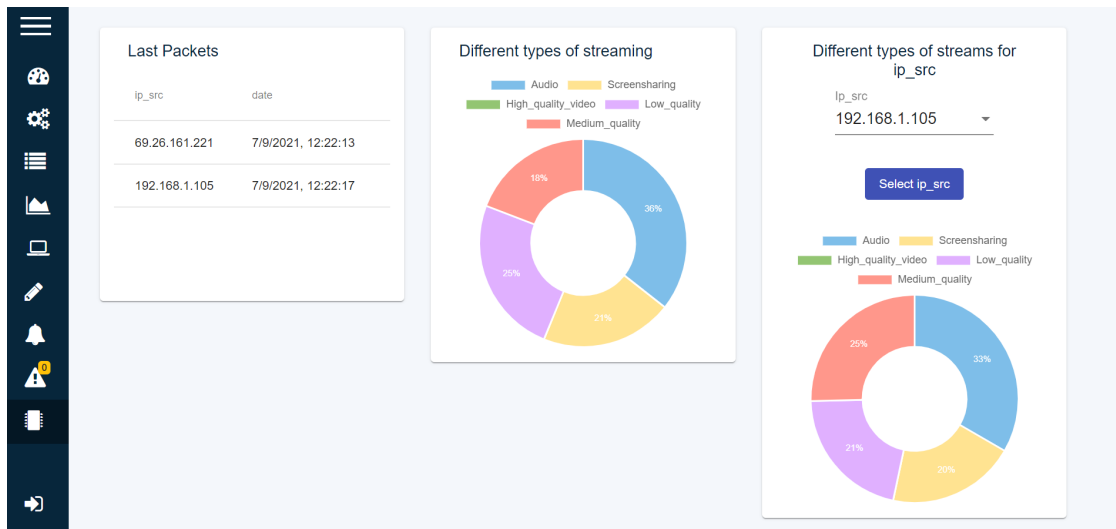 0
Last Packets
ip_src date
69.26.161.221 7/9/2021, 12:22:13
192.168.1.105 7/9/2021, 12:22:17
Different types of streaming
Audio Screensharing
High_quality_video Low_quality
Medium_quality
18%
36%
25%
21%
Different types of streams for
ip_src
Ip_src
192.168.1.105
Select ip_src
Audio Screensharing
High_quality_video Low_quality
Medium_quality
25%
33%
21%
20%